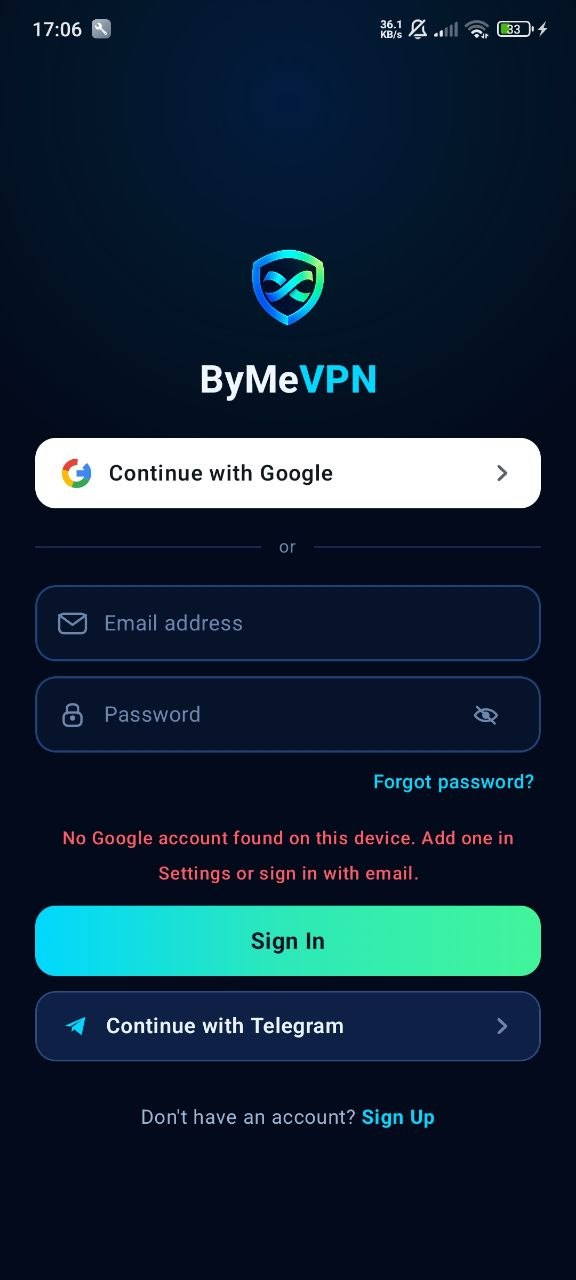 17:06
36.1
KB/s
33
ByMeVPN
Continue with Google
or
Email address
Password
Forgot password?
No Google account found on this device. Add one in
Settings or sign in with email.
Sign In
Continue with Telegram
Don't have an account? Sign Up